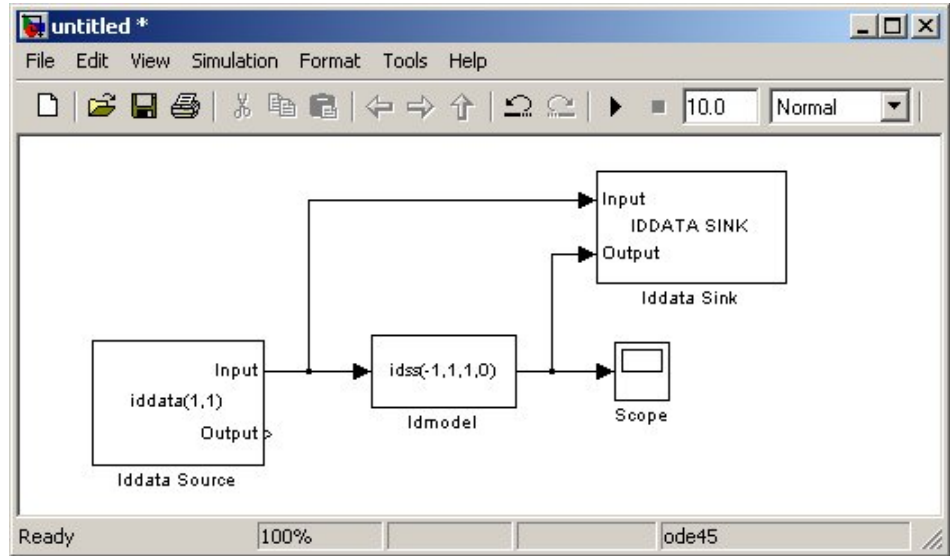 untitled *
File Edit View Simulation Format Tools Help
10.0 Normal
Input
IDDATA SINK
Output
Iddata Sink
Input
iddata(1,1)
Output
Iddata Source
idss(-1,1,1,0)
Idmodel
Scope
Ready 100% ode45